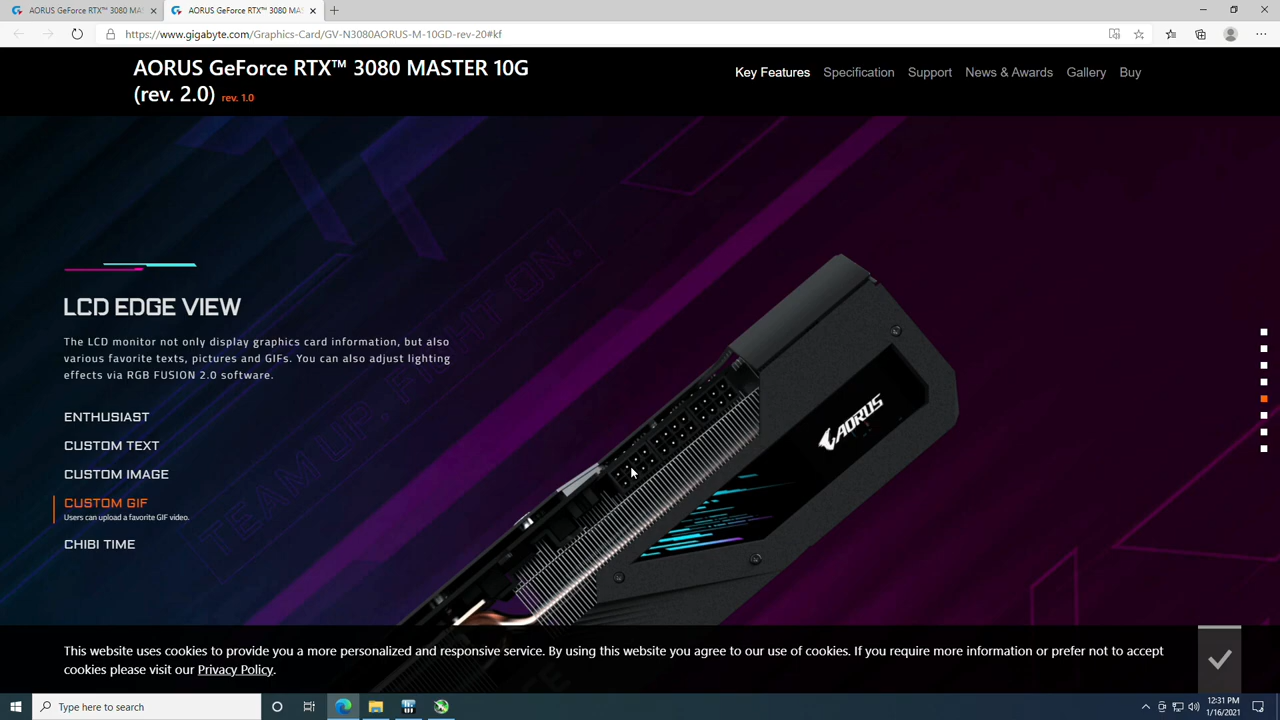 AORUS GeForce RTX™ 3080 MAS
AORUS GeForce RTX™ 3080 MAS
https://www.gigabyte.com/Graphics-Card/GV-N3080AORUS-M-10GD-rev-20#kf
AORUS GeForce RTX™ 3080 MASTER 10G
(rev. 2.0) rev. 1.0
Key Features
Specification
Support
News & Awards
Gallery
Buy
TEAM UP. FIGHT ON.
LCD EDGE VIEW
The LCD monitor not only display graphics card information, but also
various favorite texts, pictures and GIFs. You can also adjust lighting
effects via RGB FUSION 2.0 software.
ENTHUSIAST
CUSTOM TEXT
CUSTOM IMAGE
CUSTOM GIF
Users can upload a favorite GIF video.
CHIBI TIME
AORUS
This website uses cookies to provide you a more personalized and responsive service. By using this website you agree to our use of cookies. If you require more information or prefer not to accept
cookies please visit our Privacy Policy.
Type here to search
12:31 PM
1/16/2021